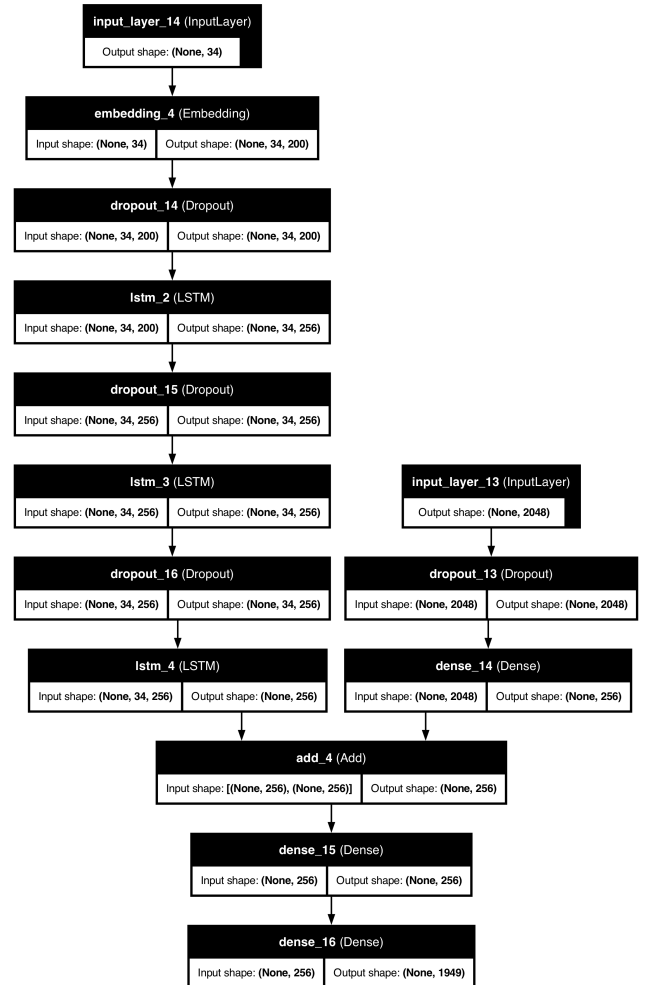 input_layer_14 (InputLayer)
Output shape: (None, 34)
embedding_4 (Embedding)
Input shape: (None, 34) Output shape: (None, 34, 200)
dropout_14 (Dropout)
Input shape: (None, 34, 200) Output shape: (None, 34, 200)
lstm_2 (LSTM)
Input shape: (None, 34, 200) Output shape: (None, 34, 256)
dropout_15 (Dropout)
Input shape: (None, 34, 256) Output shape: (None, 34, 256)
lstm_3 (LSTM)
Input shape: (None, 34, 256) Output shape: (None, 34, 256)
input_layer_13 (InputLayer)
Output shape: (None, 2048)
dropout_16 (Dropout)
Input shape: (None, 34, 256) Output shape: (None, 34, 256)
dropout_13 (Dropout)
Input shape: (None, 2048) Output shape: (None, 2048)
lstm_4 (LSTM)
Input shape: (None, 34, 256) Output shape: (None, 256)
dense_14 (Dense)
Input shape: (None, 2048) Output shape: (None, 256)
add_4 (Add)
Input shape: [(None, 256), (None, 256)] Output shape: (None, 256)
dense_15 (Dense)
Input shape: (None, 256) Output shape: (None, 256)
dense_16 (Dense)
Input shape: (None, 256) Output shape: (None, 1949)